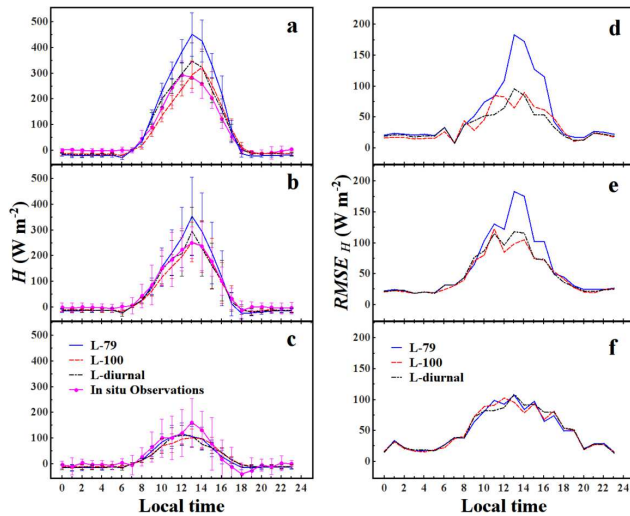 a
500
400
300
200
100
0
d
200
150
100
50
0
b
500
400
300
200
100
0
H (W m-2)
e
200
150
100
50
0
RMSE H (W m-2)
c
500
400
300
200
100
0
L-79
L-100
L-diurnal
In situ Observations
0 2 4 6 8 10 12 14 16 18 20 22 24
Local time
f
200
150
100
50
0
L-79
L-100
L-diurnal
0 2 4 6 8 10 12 14 16 18 20 22 24
Local time